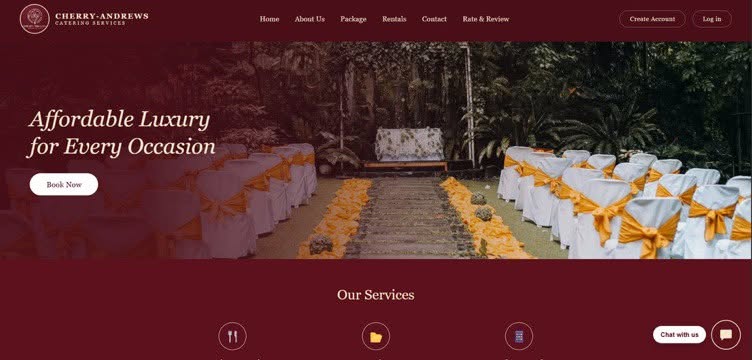 CHERRY-ANDREWS
CATERING SERVICES
Home About Us Package Rentals Contact Rate & Review
Create Account Log in
Affordable Luxury
for Every Occasion
Book Now
Our Services
Chat with us